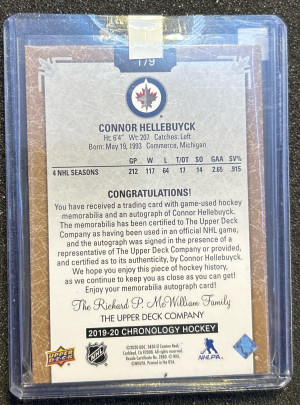 1/9
CONNOR HELLEBUYCK
Ht: 6'4" Wt: 207 Catches: Left
Born: May 19, 1993 Commerce, Michigan
GP W L T/OT SO GAA SV%
4 NHL SEASONS 212 117 64 17 14 2.65 .915
CONGRATULATIONS!
You have received a trading card with game-used hockey
memorabilia and an autograph of Connor Hellebuyck.
The memorabilia has been certified to The Upper Deck
Company as having been used in an official NHL game,
and the autograph was signed in the presence of a
representative of The Upper Deck Company or provided,
and certified as to its authenticity, by Connor Hellebuyck.
We hope you enjoy this piece of hockey history,
as we continue to keep you as close as you can get!
Enjoy your memorabilia autograph card!
The Richard P. McWilliam Family
THE UPPER DECK COMPANY
2019-20 CHRONOLOGY HOCKEY
UPPER DECK
NHL
NHLPA